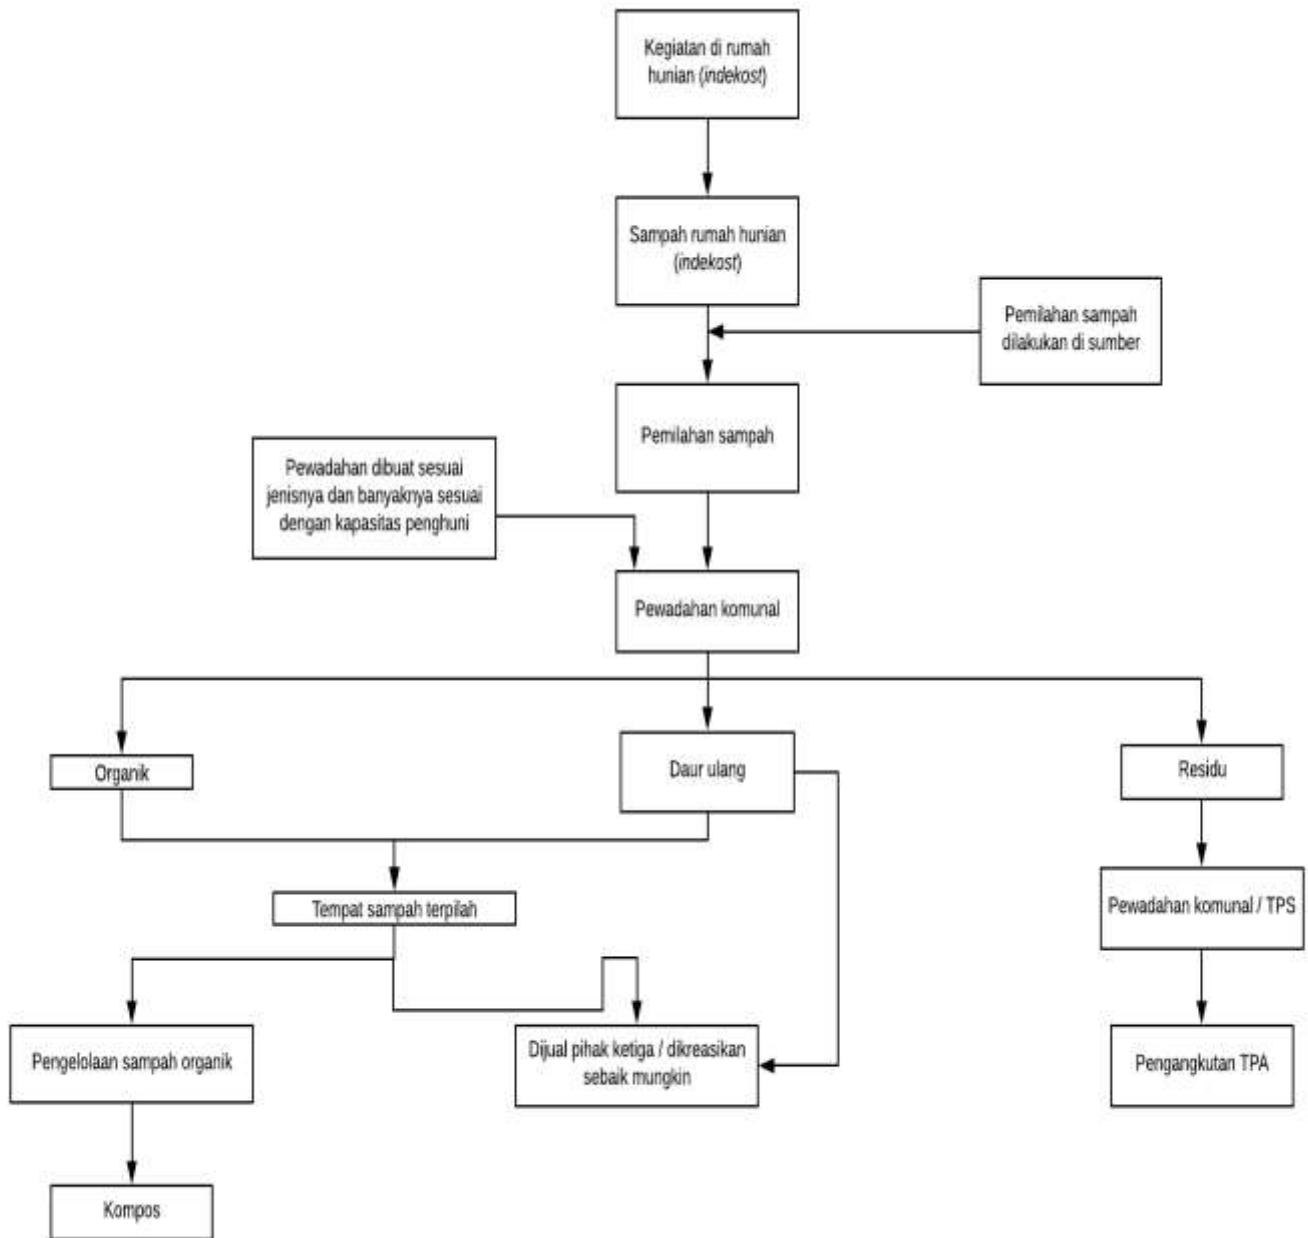 Kegiatan di rumah
hunian (indekost)
Sampah rumah hunian
(indekost)
Pemilahan sampah
dilakukan di sumber
Pemilahan sampah
Pewadahan dibuat sesuai
jenisnya dan banyaknya sesuai
dengan kapasitas penghuni
Pewadahan komunal
Organik
Daur ulang
Residu
Tempat sampah terpilah
Pewadahan komunal / TPS
Pengelolaan sampah organik
Dijual pihak ketiga / dikreasikan
sebaik mungkin
Pengangkutan TPA
Kompos